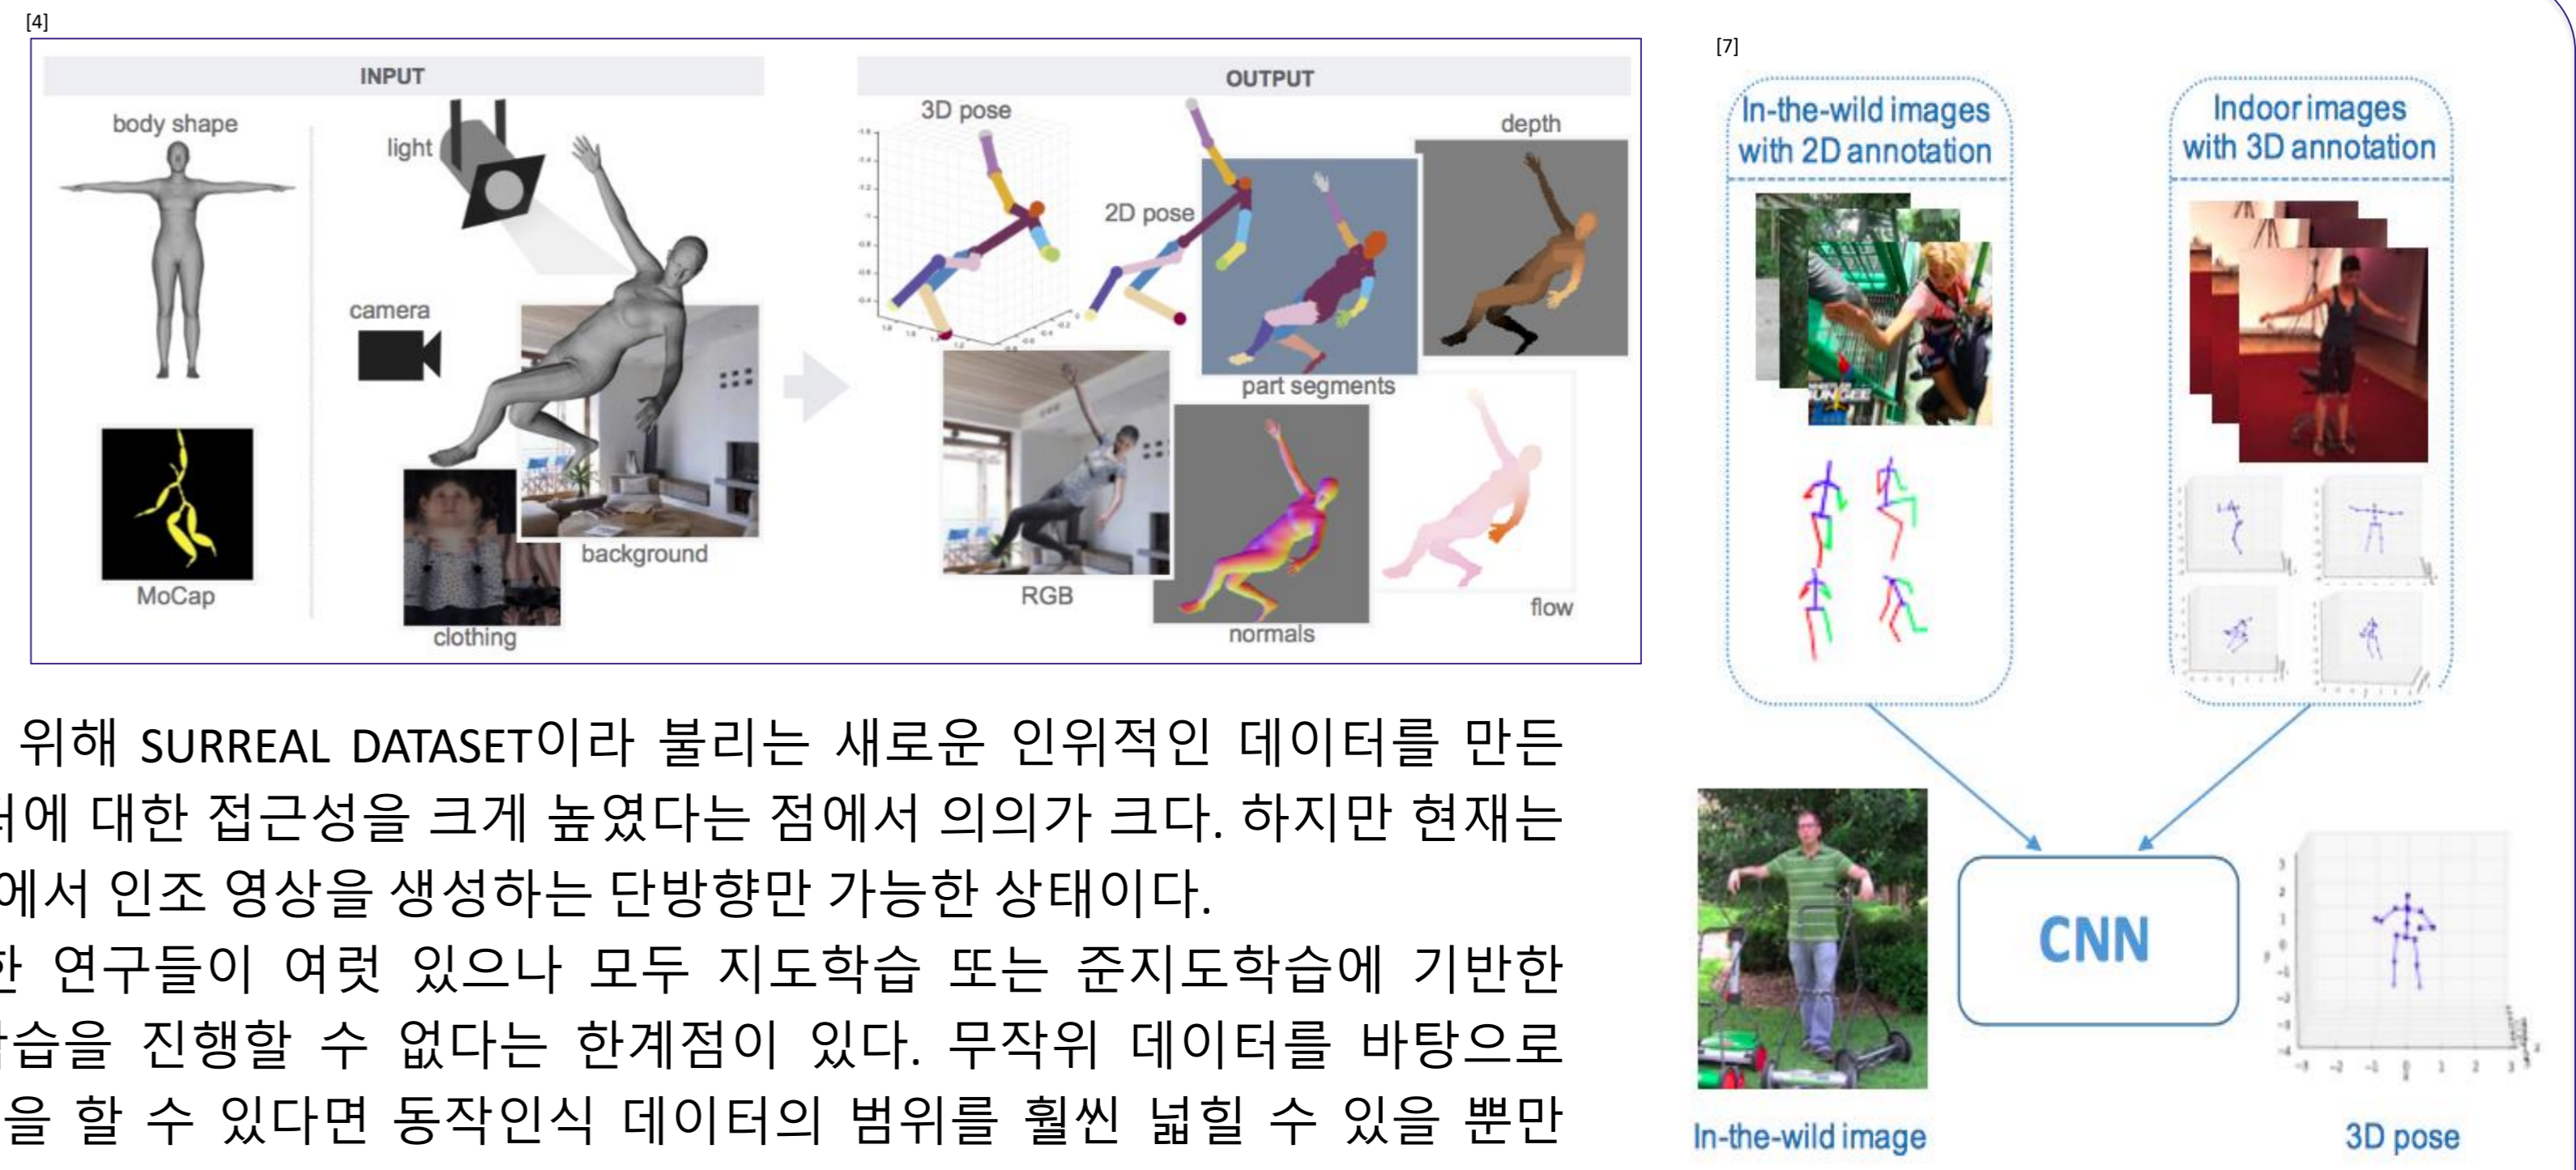 [4]
INPUT
body shape
light
camera
MoCap
clothing
background
OUTPUT
3D pose
2D pose
depth
part segments
RGB
normals
flow
위해 SURREAL DATASET이라 불리는 새로운 인위적인 데이터를 만든
에 대한 접근성을 크게 높였다는 점에서 의의가 크다. 하지만 현재는
에서 인조 영상을 생성하는 단방향만 가능한 상태이다.
한 연구들이 여럿 있으나 모두 지도학습 또는 준지도학습에 기반한
습을 진행할 수 없다는 한계점이 있다. 무작위 데이터를 바탕으로
을 할 수 있다면 동작인식 데이터의 범위를 훨씬 넓힐 수 있을 뿐만
[7]
In-the-wild images
with 2D annotation
Indoor images
with 3D annotation
CNN
In-the-wild image
3D pose